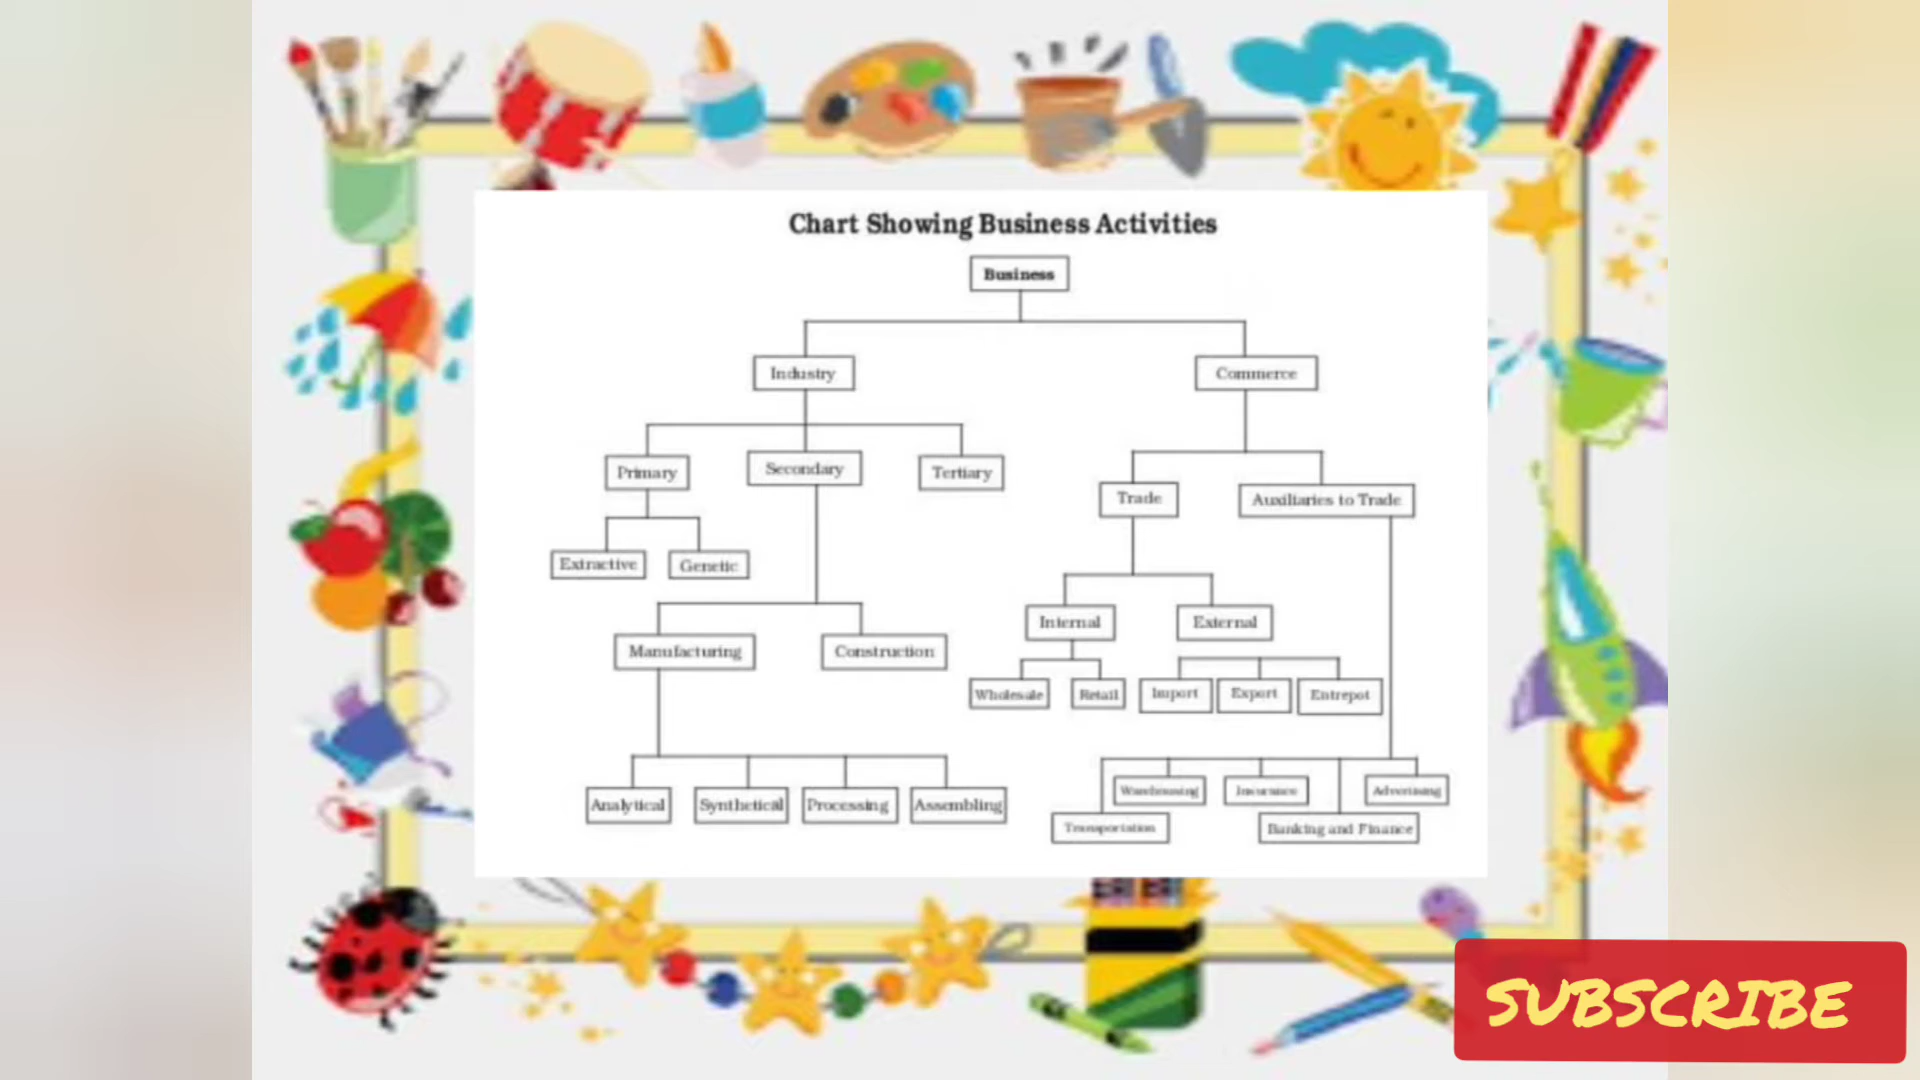 Chart Showing Business Activities
Business
Industry Commerce
Primary Secondary Tertiary
Trade Auxiliaries to Trade
Extractive Genetic
Internal External
Manufacturing Construction
Wholesale Retail Import Export Entrepot
Analytical Synthetical Processing Assembling
Warehousing Insurance Advertising
Transportation Banking and Finance
SUBSCRIBE